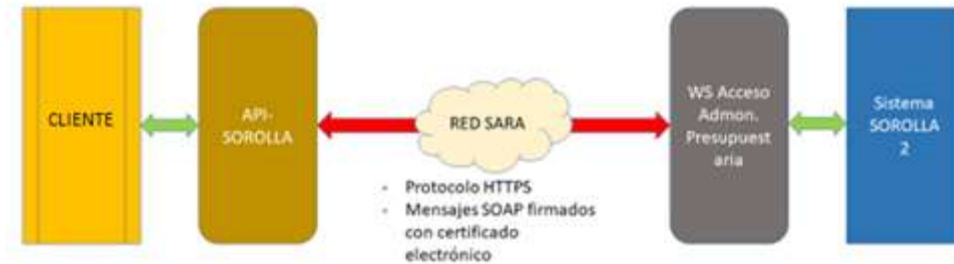 CLIENTE
API-
SOROLLA
RED SARA
- Protocolo HTTPS
- Mensajes SOAP firmados
con certificado
electrónico
WS Acceso
Admon.
Presupuest
aria
Sistema
SOROLLA
2